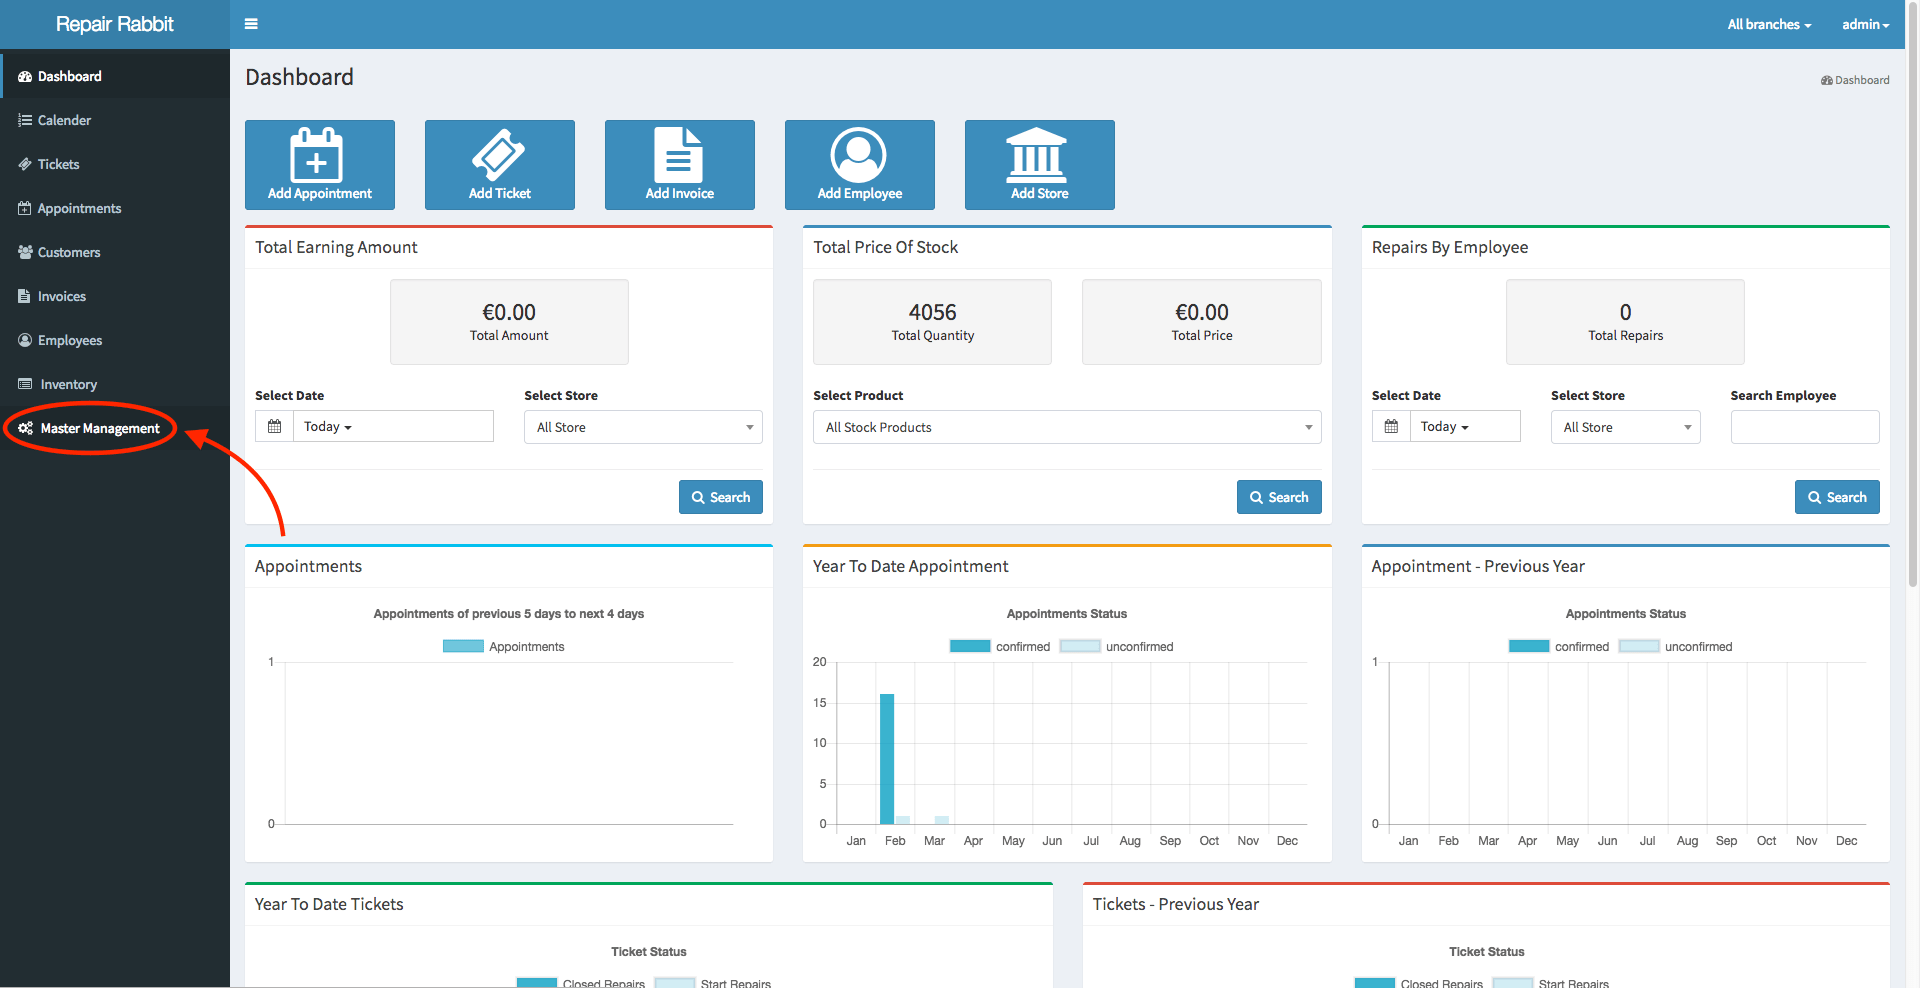 Repair Rabbit
All branches
admin
Dashboard
Calender
Tickets
Appointments
Customers
Invoices
Employees
Inventory
Master Management
Dashboard
Dashboard
Add Appointment
Add Ticket
Add Invoice
Add Employee
Add Store
Total Earning Amount
€0.00
Total Amount
Select Date
Select Store
Today
All Store
Search
Total Price Of Stock
4056
Total Quantity
€0.00
Total Price
Select Product
All Stock Products
Search
Repairs By Employee
0
Total Repairs
Select Date
Select Store
Search Employee
Today
All Store
Search
Appointments
Appointments of previous 5 days to next 4 days
Appointments
1
0
Year To Date Appointment
Appointments Status
confirmed unconfirmed
20
15
10
5
0
Jan Feb Mar Apr May Jun Jul Aug Sep Oct Nov Dec
Appointment - Previous Year
Appointments Status
confirmed unconfirmed
1
0
Jan Feb Mar Apr May Jun Jul Aug Sep Oct Nov Dec
Year To Date Tickets
Ticket Status
Closed Repairs Start Repairs
Tickets - Previous Year
Ticket Status
Closed Repairs Start Repairs